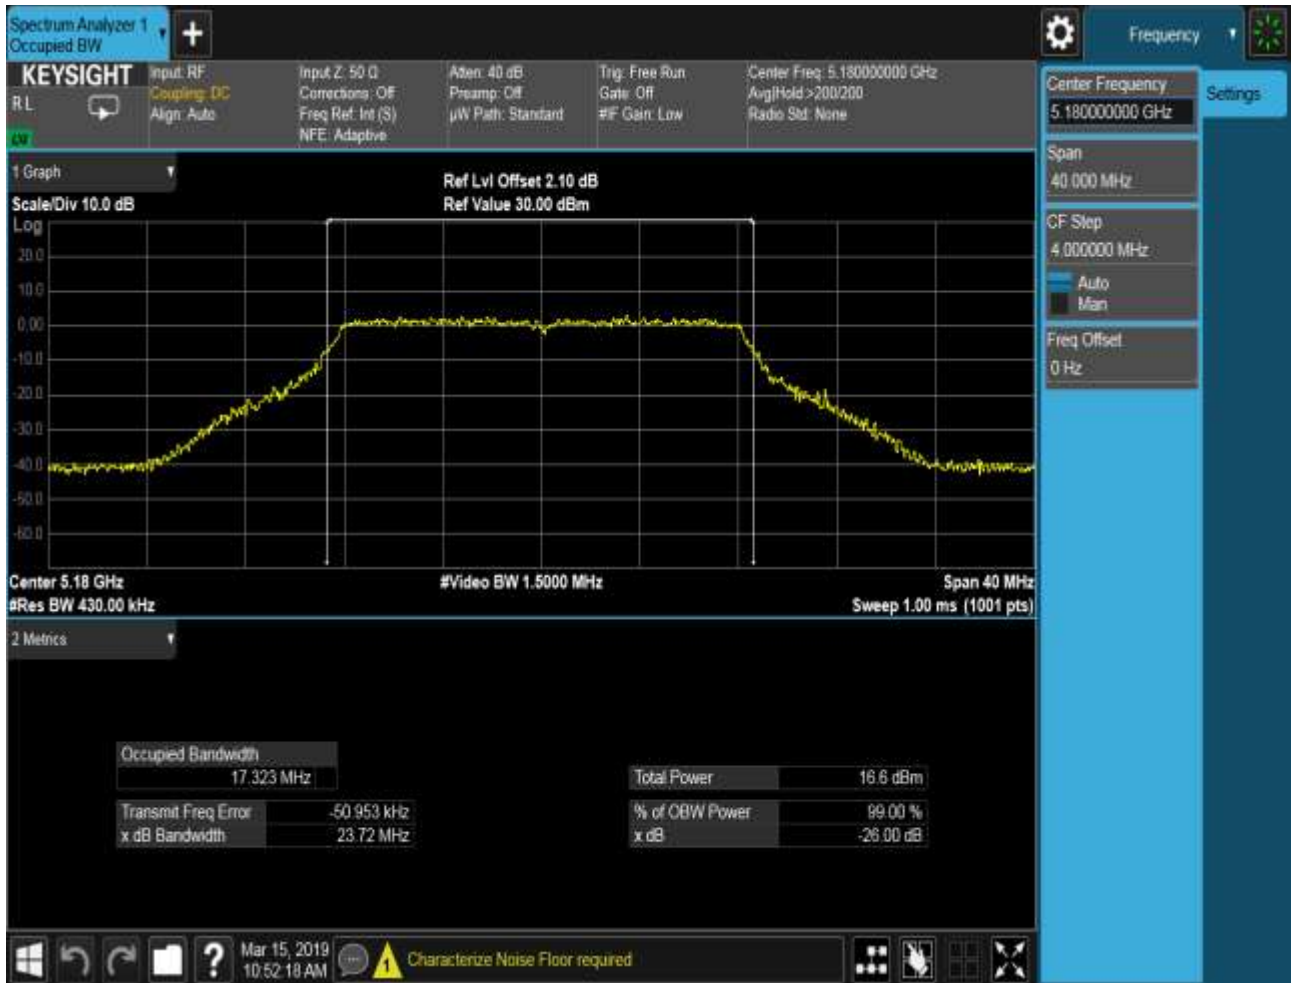 Spectrum Analyzer 1
Occupied BW
Frequency
KEYSIGHT
R L
LXI
Input: RF
Coupling: DC
Align: Auto
Input Z: 50 Ω
Corrections: Off
Freq Ref: Int (S)
NFE: Adaptive
Atten: 40 dB
Preamp: Off
µW Path: Standard
Trig: Free Run
Gate: Off
#IF Gain: Low
Center Freq: 5.180000000 GHz
Avg|Hold:>200/200
Radio Std: None
Center Frequency
5.180000000 GHz
Settings
Span
40.000 MHz
CF Step
4.000000 MHz
Auto
Man
Freq Offset
0 Hz
1 Graph
Scale/Div 10.0 dB
Ref Lvl Offset 2.10 dB
Ref Value 30.00 dBm
Log
20.0
10.0
0.00
-10.0
-20.0
-30.0
-40.0
-50.0
-60.0
Center 5.18 GHz
#Video BW 1.5000 MHz
Span 40 MHz
#Res BW 430.00 kHz
Sweep 1.00 ms (1001 pts)
2 Metrics
Occupied Bandwidth
17.323 MHz
Total Power 16.6 dBm
Transmit Freq Error -50.953 kHz
% of OBW Power 99.00 %
x dB Bandwidth 23.72 MHz
x dB -26.00 dB
?
Mar 15, 2019
10:52:18 AM
1
Characterize Noise Floor required